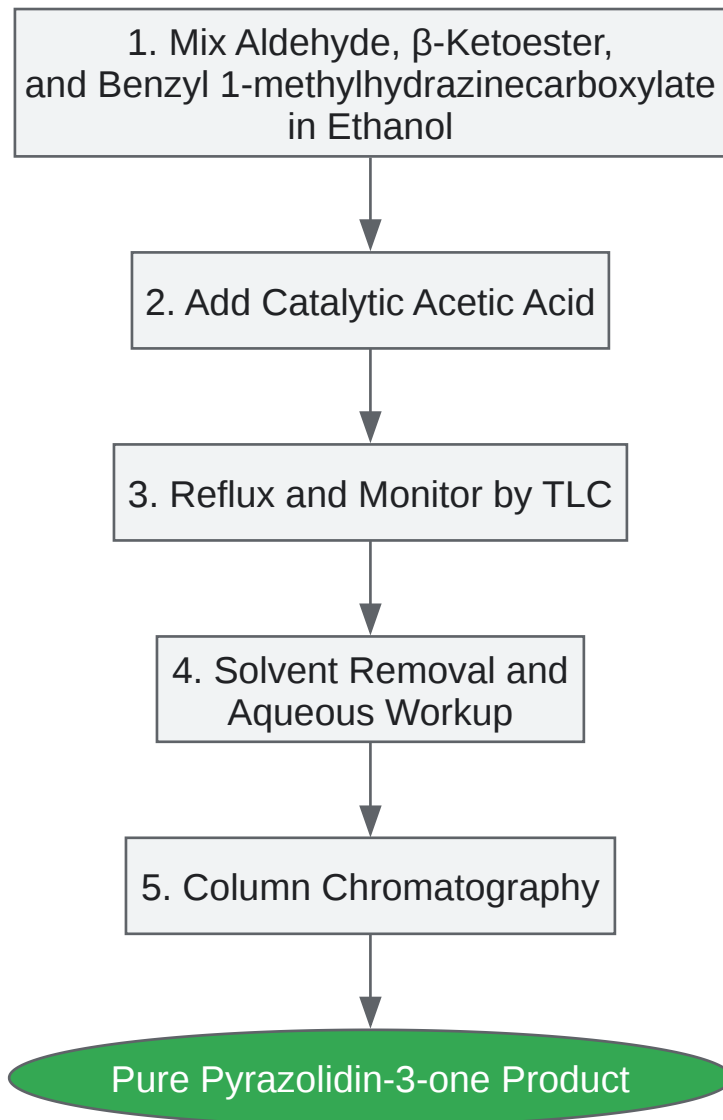 1. Mix Aldehyde, β-Ketoester,
and Benzyl 1-methylhydrazinecarboxylate
in Ethanol
2. Add Catalytic Acetic Acid
3. Reflux and Monitor by TLC
4. Solvent Removal and
Aqueous Workup
5. Column Chromatography
Pure Pyrazolidin-3-one Product